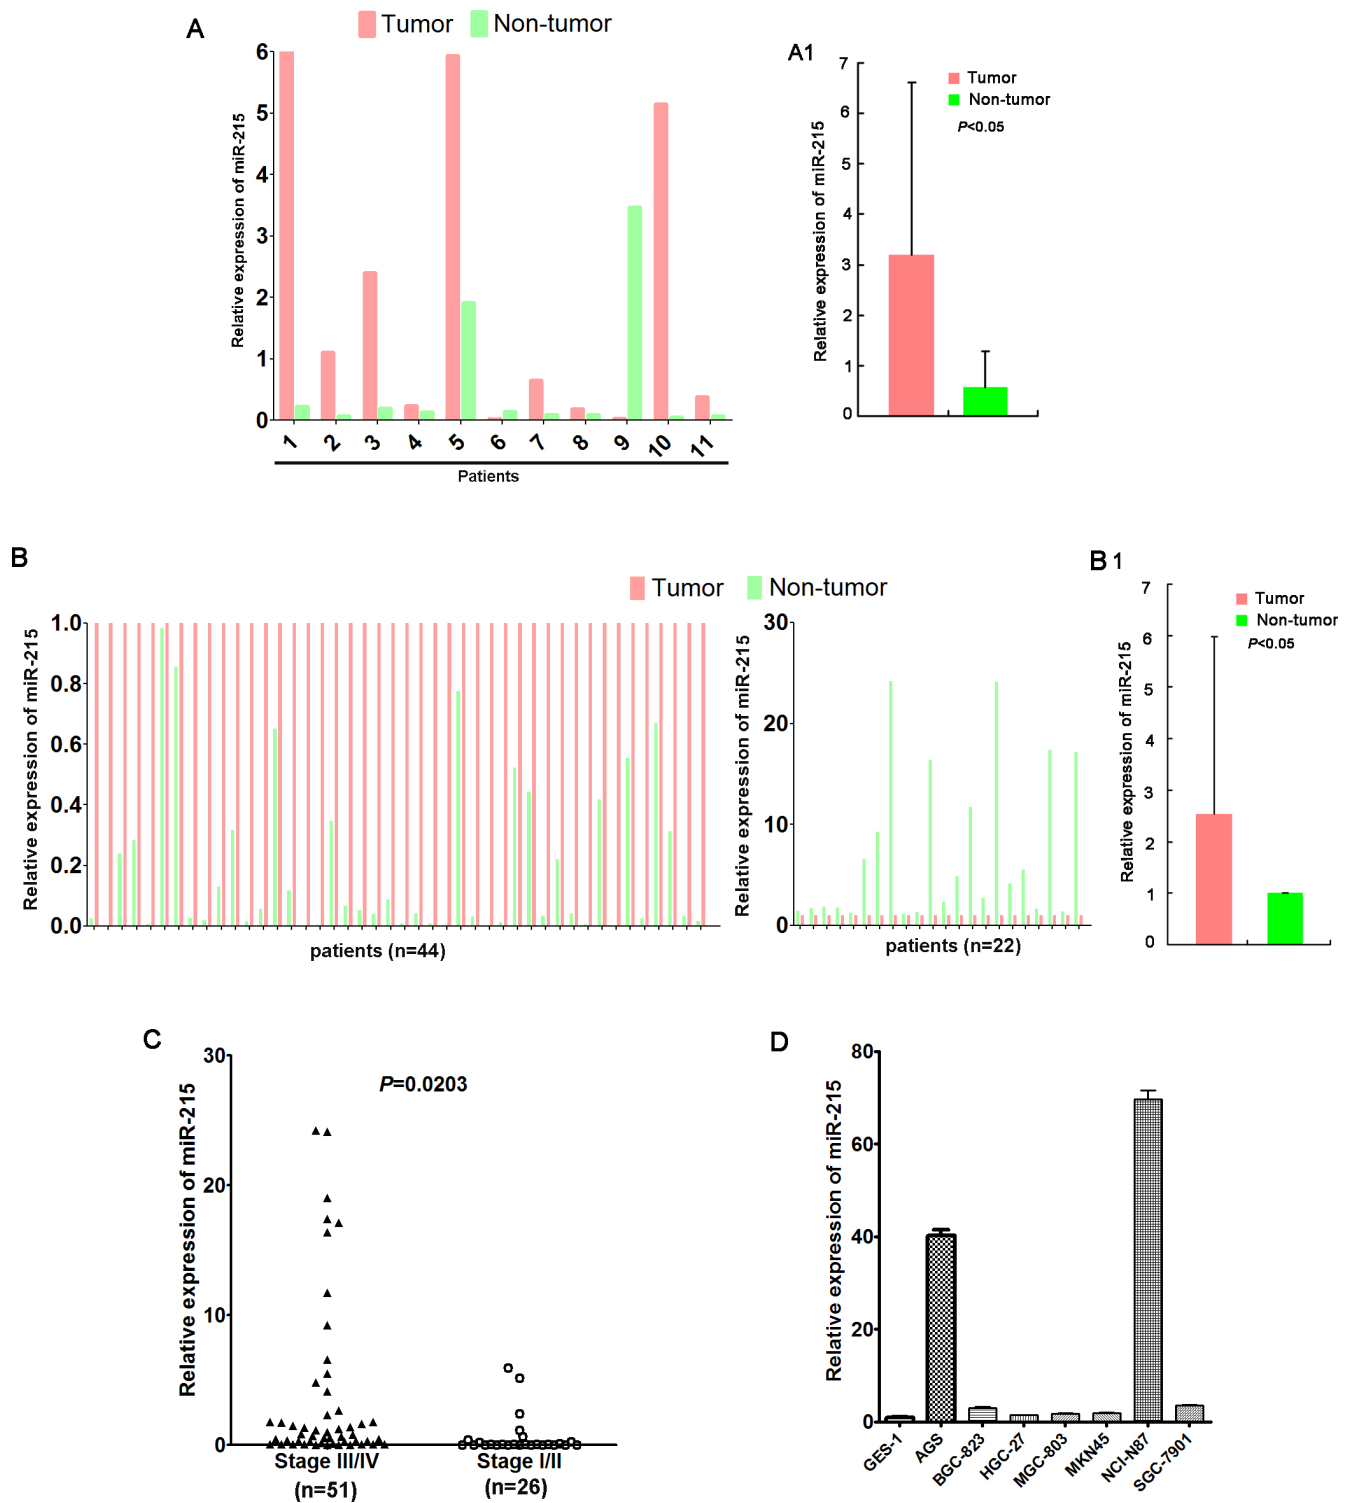 A
Tumor Non-tumor
Relative expression of miR-215
6
5
4
3
2
1
0
1 2 3 4 5 6 7 8 9 10 11
Patients
A1
Tumor
Non-tumor
P<0.05
Relative expression of miR-215
7
6
5
4
3
2
1
0
B
Tumor Non-tumor
Relative expression of miR-215
1.0
0.8
0.6
0.4
0.2
0.0
patients (n=44)
Relative expression of miR-215
30
20
10
0
patients (n=22)
B1
Tumor
Non-tumor
P<0.05
Relative expression of miR-215
7
6
5
4
3
2
1
0
C
P=0.0203
Relative expression of miR-215
30
20
10
0
Stage III/IV Stage I/II
(n=51) (n=26)
D
Relative expression of miR-215
80
60
40
20
0
GES-1 AGS BGC-823 HGC-27 MGC-803 MKN45 NCI-N87 SGC-7901